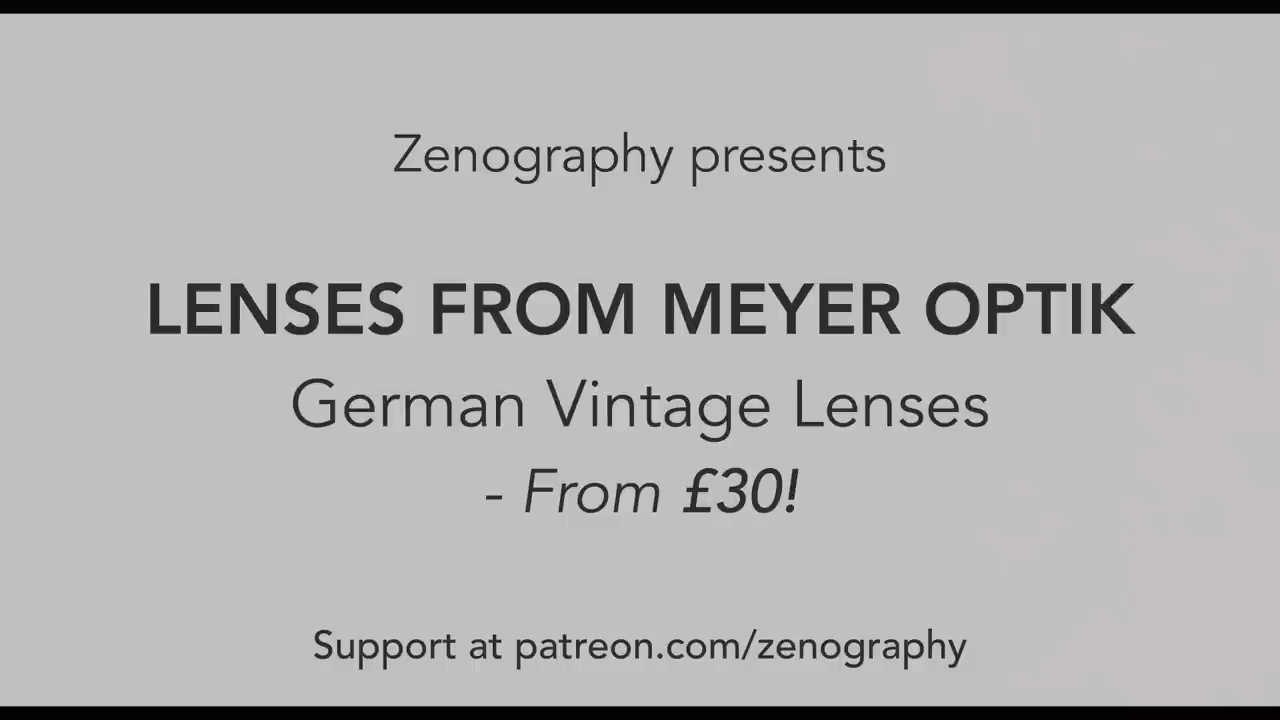 Zenography presents
LENSES FROM MEYER OPTIK
German Vintage Lenses
- From £30!
Support at patreon.com/zenography